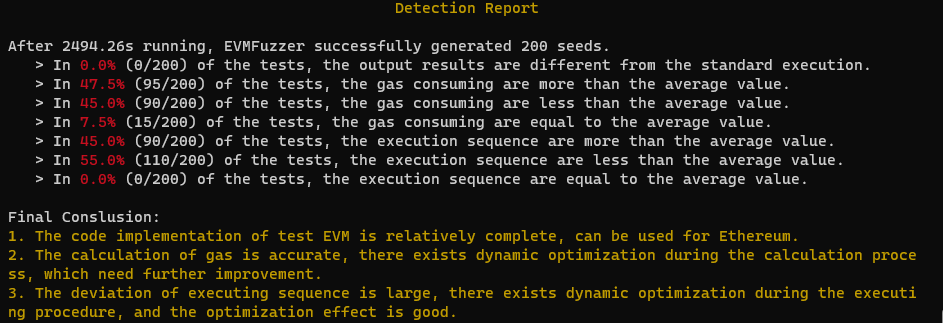 Detection Report
After 2494.26s running, EVMFuzzer successfully generated 200 seeds.
> In 0.0% (0/200) of the tests, the output results are different from the standard execution.
> In 47.5% (95/200) of the tests, the gas consuming are more than the average value.
> In 45.0% (90/200) of the tests, the gas consuming are less than the average value.
> In 7.5% (15/200) of the tests, the gas consuming are equal to the average value.
> In 45.0% (90/200) of the tests, the execution sequence are more than the average value.
> In 55.0% (110/200) of the tests, the execution sequence are less than the average value.
> In 0.0% (0/200) of the tests, the execution sequence are equal to the average value.
Final Conslusion:
1. The code implementation of test EVM is relatively complete, can be used for Ethereum.
2. The calculation of gas is accurate, there exists dynamic optimization during the calculation proce
ss, which need further improvement.
3. The deviation of executing sequence is large, there exists dynamic optimization during the executi
ng procedure, and the optimization effect is good.